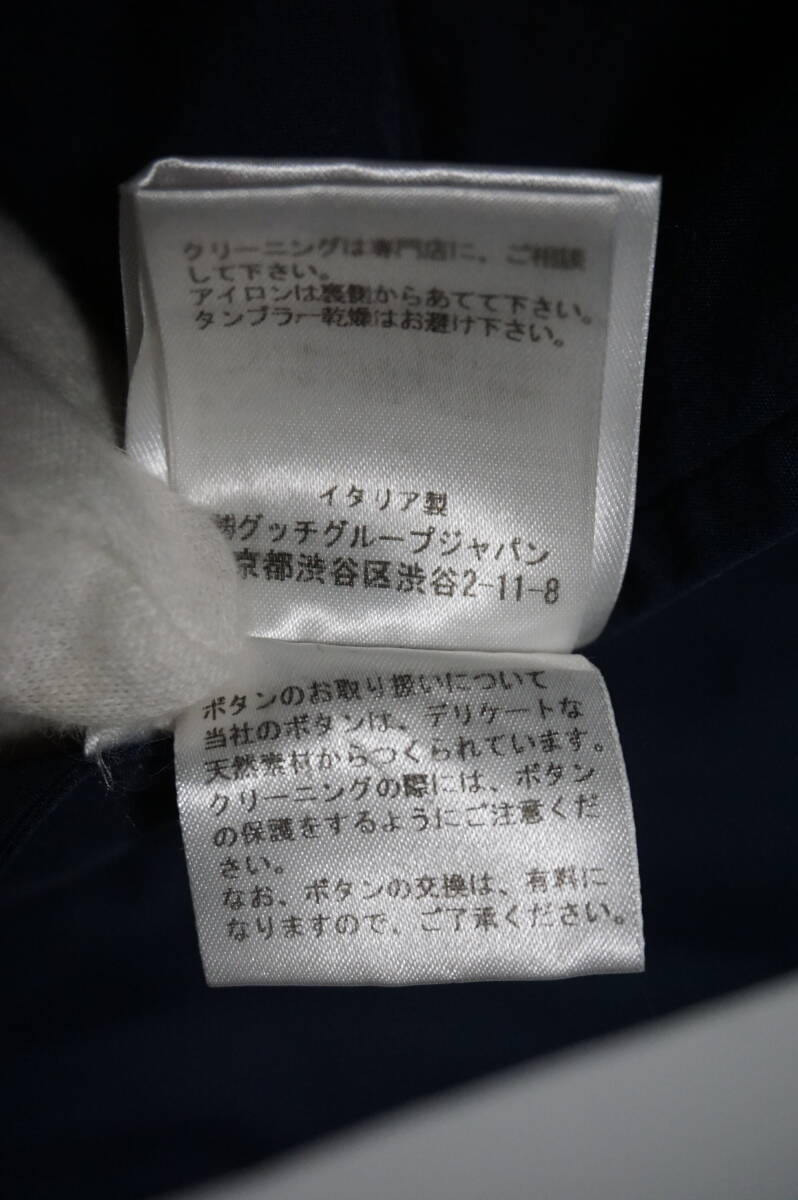 クリーニングは専門店に、ご相談
して下さい。
アイロンは裏側からあてて下さい。
タンブラー乾燥はお避け下さい。
イタリア製
㈱グッチグループジャパン
京都渋谷区渋谷2-11-8
ボタンのお取り扱いについて
当社のボタンは、デリケートな
天然素材からつくられています。
クリーニングの際には、ボタン
の保護をするようにご注意くだ
さい。
なお、ボタンの交換は、有料に
なりますので、ご了承ください。